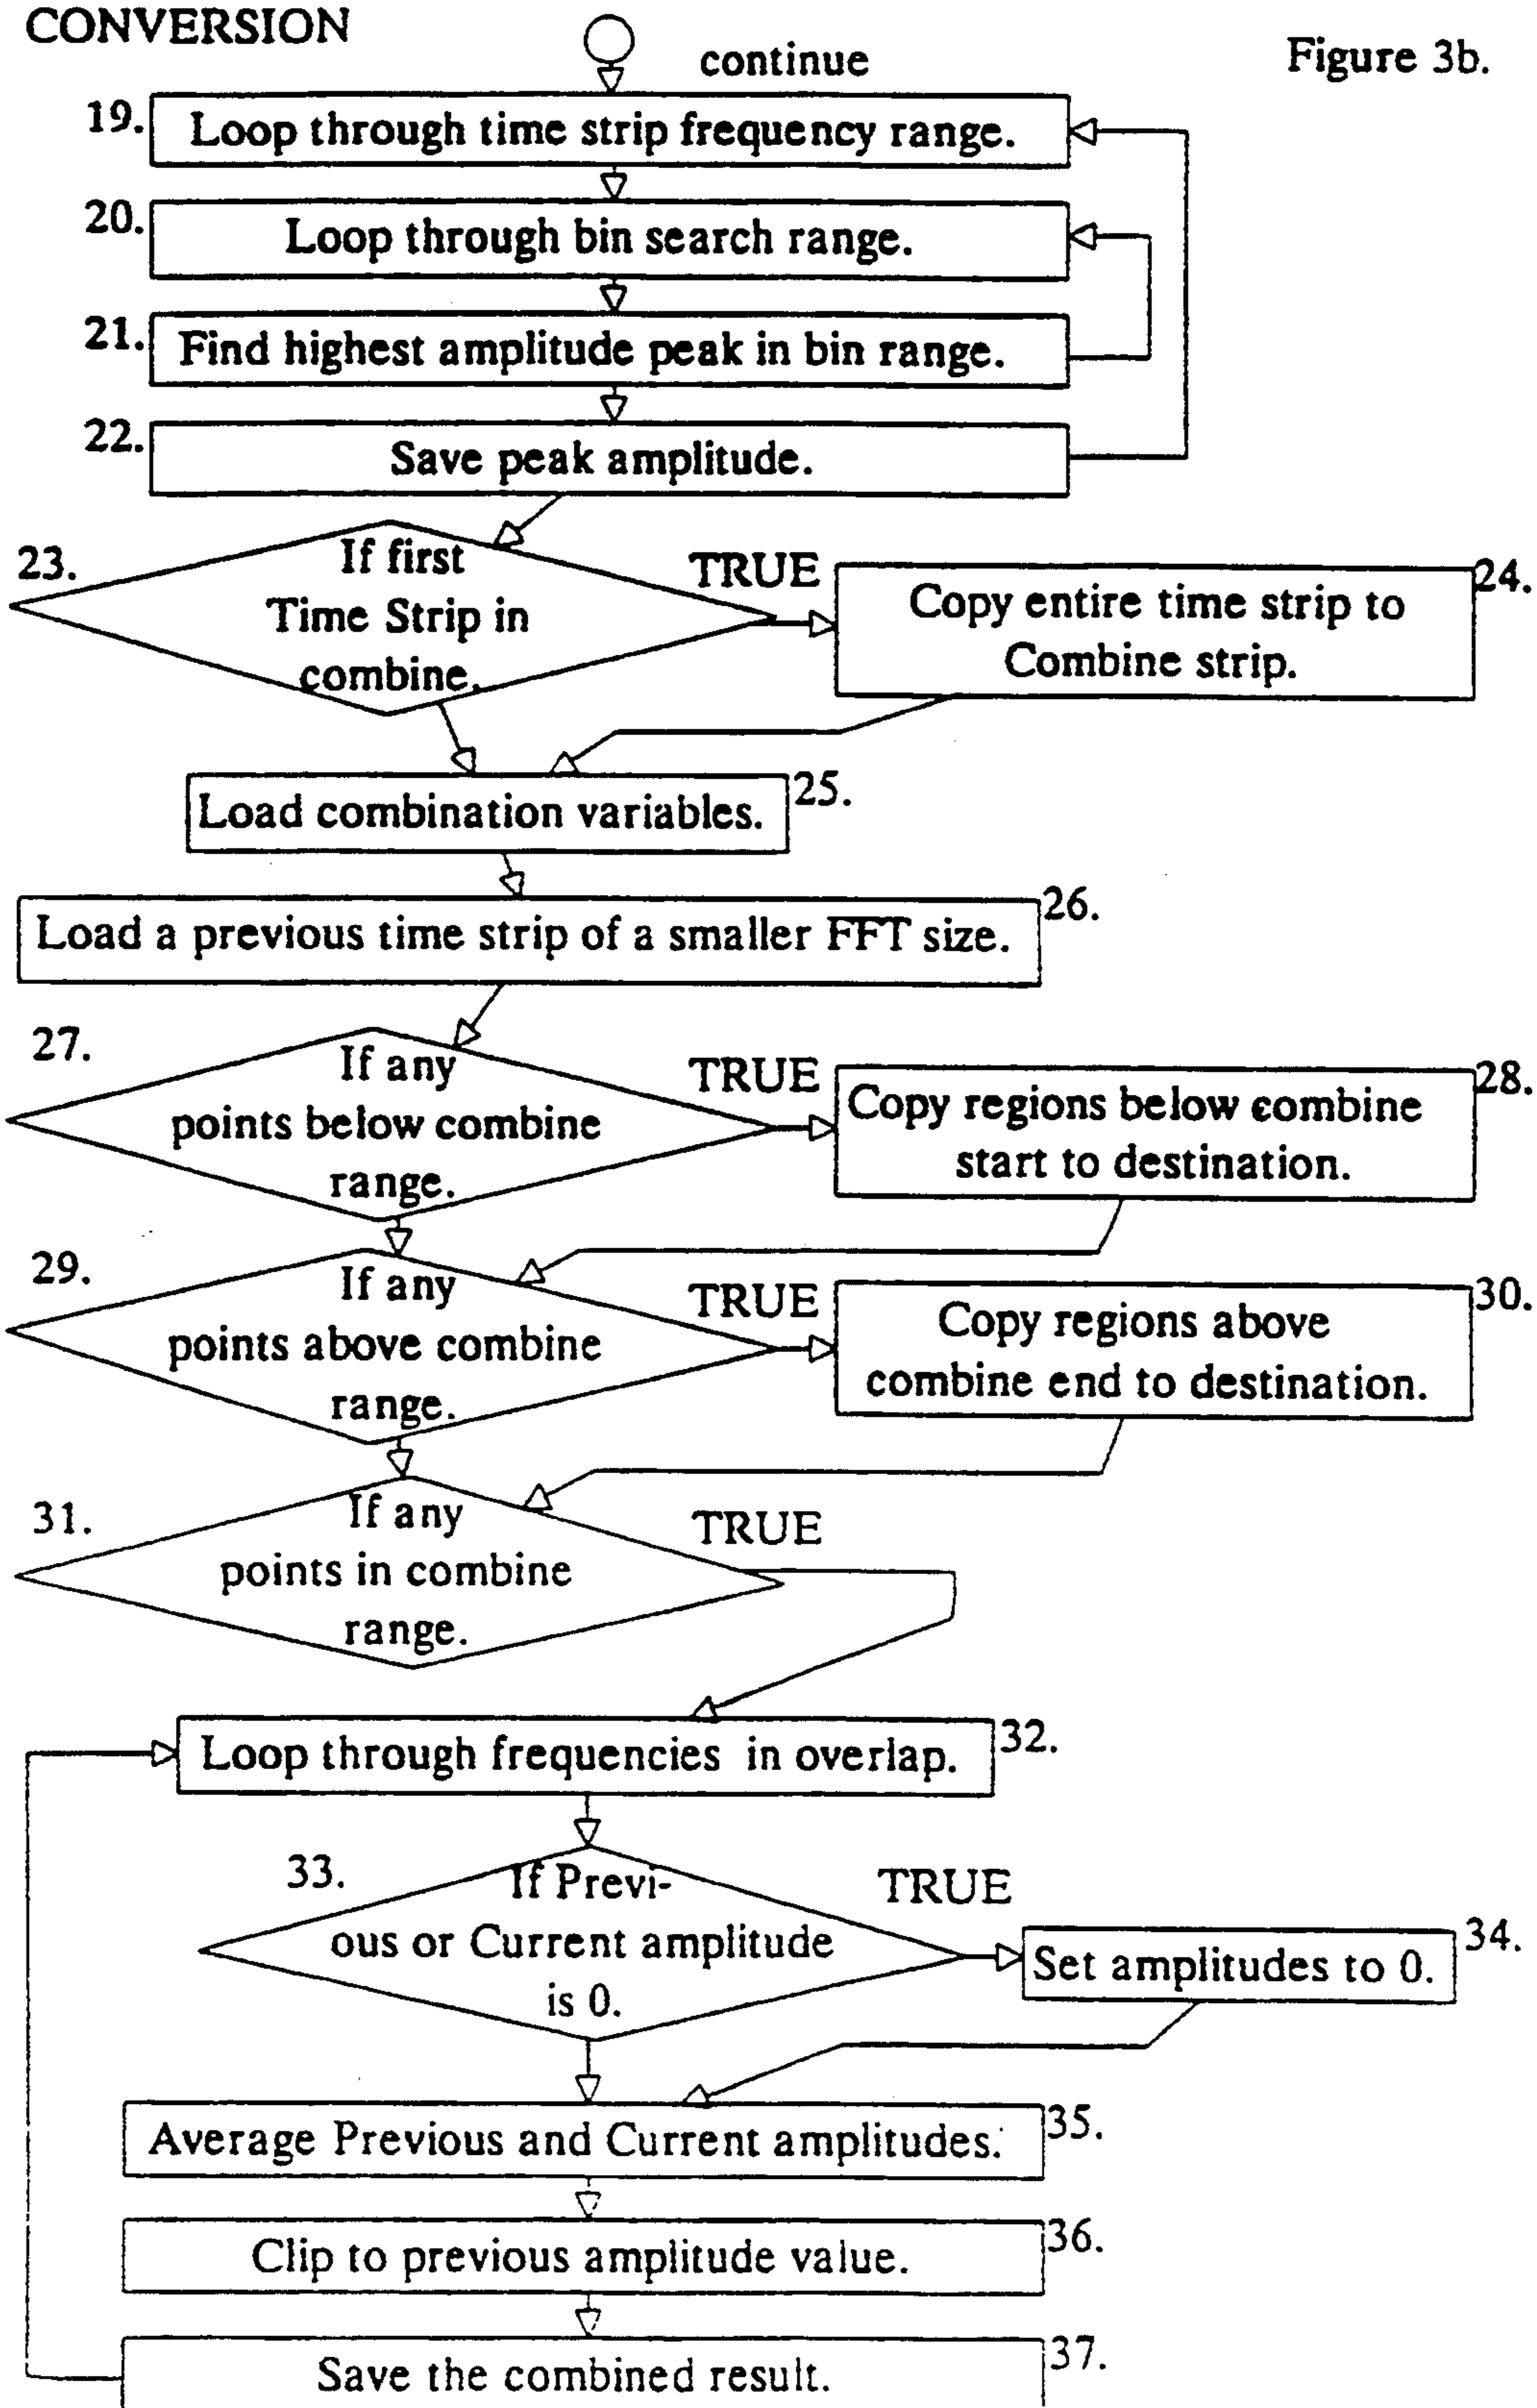 CONVERSION
continue
Figure 3b.
19.
Loop through time strip frequency range.
20.
Loop through bin search range.
21.
Find highest amplitude peak in bin range.
22.
Save peak amplitude.
23.
If first
Time Strip in
combine.
TRUE
24.
Copy entire time strip to
Combine strip.
25.
Load combination variables.
26.
Load a previous time strip of a smaller FFT size.
27.
If any
points below combine
range.
TRUE
28.
Copy regions below combine
start to destination.
29.
If any
points above combine
range.
TRUE
30.
Copy regions above
combine end to destination.
31.
If any
points in combine
range.
TRUE
32.
Loop through frequencies in overlap.
33.
If Previ-
ous or Current amplitude
is 0.
TRUE
34.
Set amplitudes to 0.
35.
Average Previous and Current amplitudes.
36.
Clip to previous amplitude value.
37.
Save the combined result.